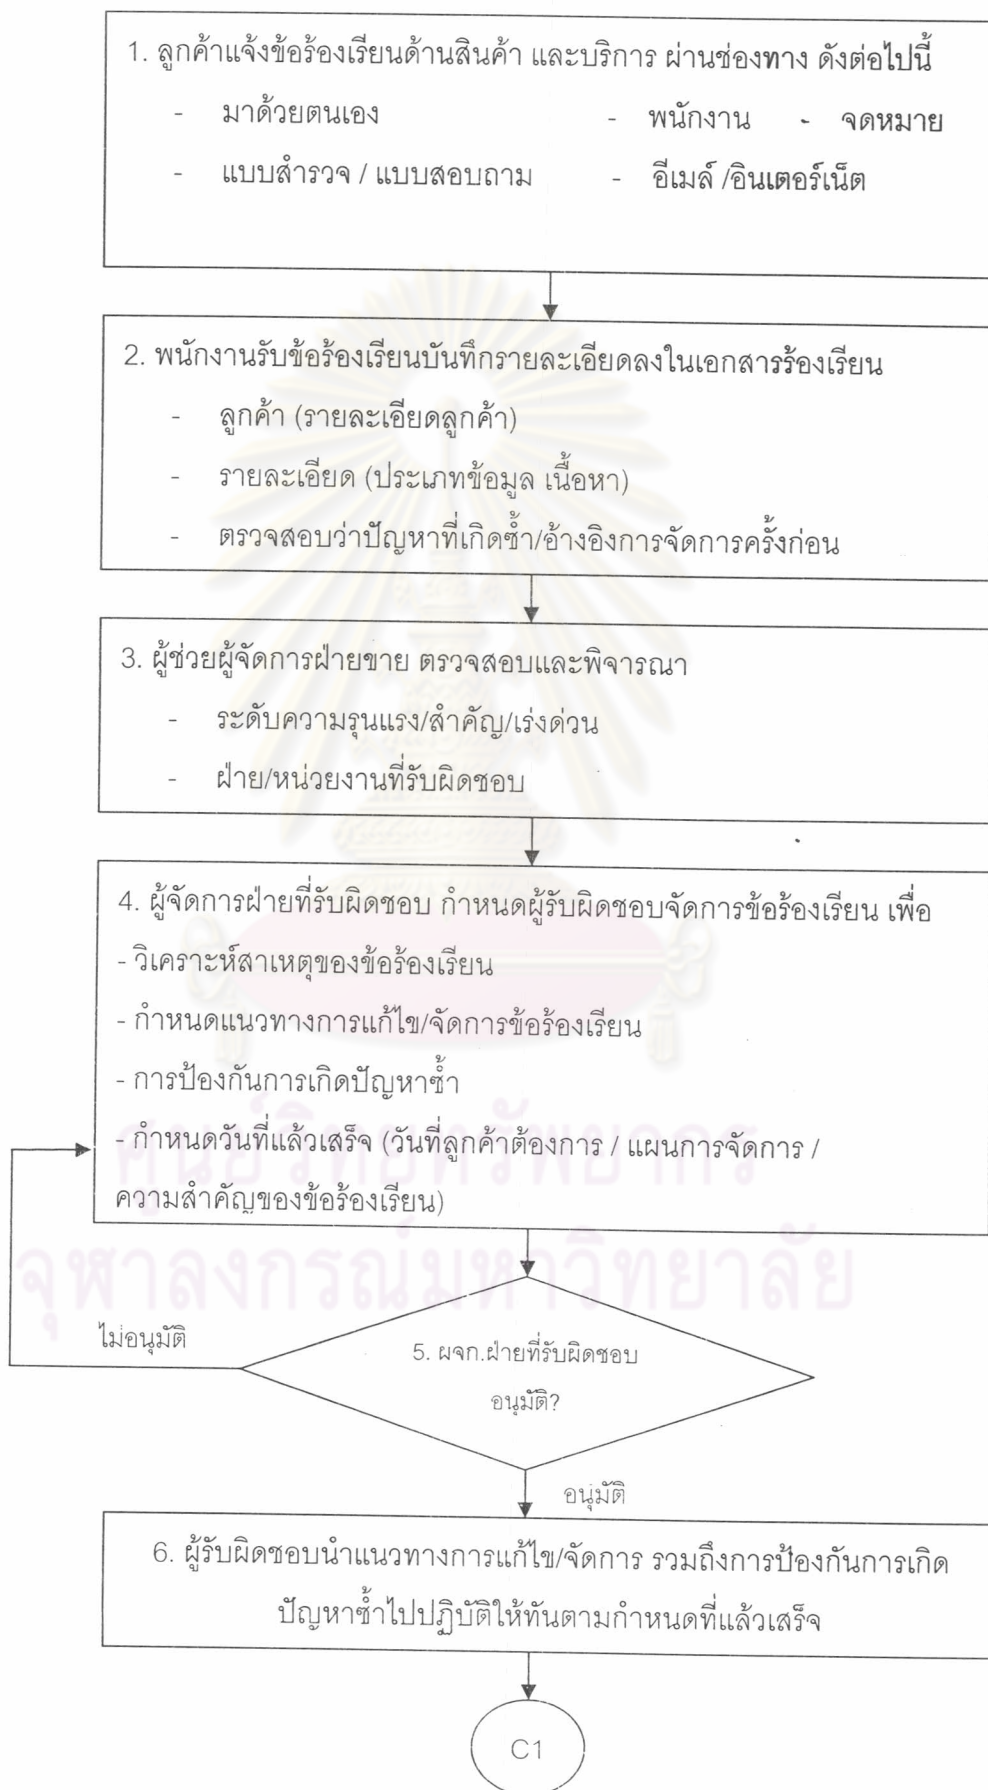 1. ลูกค้าแจ้งข้อร้องเรียนด้านสินค้า และบริการ ผ่านช่องทาง ดังต่อไปนี้
- มาด้วยตนเอง - พนักงาน - จดหมาย
- แบบสำรวจ / แบบสอบถาม - อีเมล์ /อินเตอร์เน็ต
2. พนักงานรับข้อร้องเรียนบันทึกรายละเอียดลงในเอกสารร้องเรียน
- ลูกค้า (รายละเอียดลูกค้า)
- รายละเอียด (ประเภทข้อมูล เนื้อหา)
- ตรวจสอบว่าปัญหาที่เกิดซ้ำ/อ้างอิงการจัดการครั้งก่อน
3. ผู้ช่วยผู้จัดการฝ่ายขาย ตรวจสอบและพิจารณา
- ระดับความรุนแรง/สำคัญ/เร่งด่วน
- ฝ่าย/หน่วยงานที่รับผิดชอบ
4. ผู้จัดการฝ่ายที่รับผิดชอบ กำหนดผู้รับผิดชอบจัดการข้อร้องเรียน เพื่อ
- วิเคราะห์สาเหตุของข้อร้องเรียน
- กำหนดแนวทางการแก้ไข/จัดการข้อร้องเรียน
- การป้องกันการเกิดปัญหาซ้ำ
- กำหนดวันที่แล้วเสร็จ (วันที่ลูกค้าต้องการ / แผนการจัดการ /
ความสำคัญของข้อร้องเรียน)
ศูนย์วิทยทรัพยากร
จุฬาลงกรณ์มหาวิทยาลัย
ไม่อนุมัติ
5. ผจก.ฝ่ายที่รับผิดชอบ
อนุมัติ?
อนุมัติ
6. ผู้รับผิดชอบนำแนวทางการแก้ไข/จัดการ รวมถึงการป้องกันการเกิด
ปัญหาซ้ำไปปฏิบัติให้ทันตามกำหนดที่แล้วเสร็จ
C1